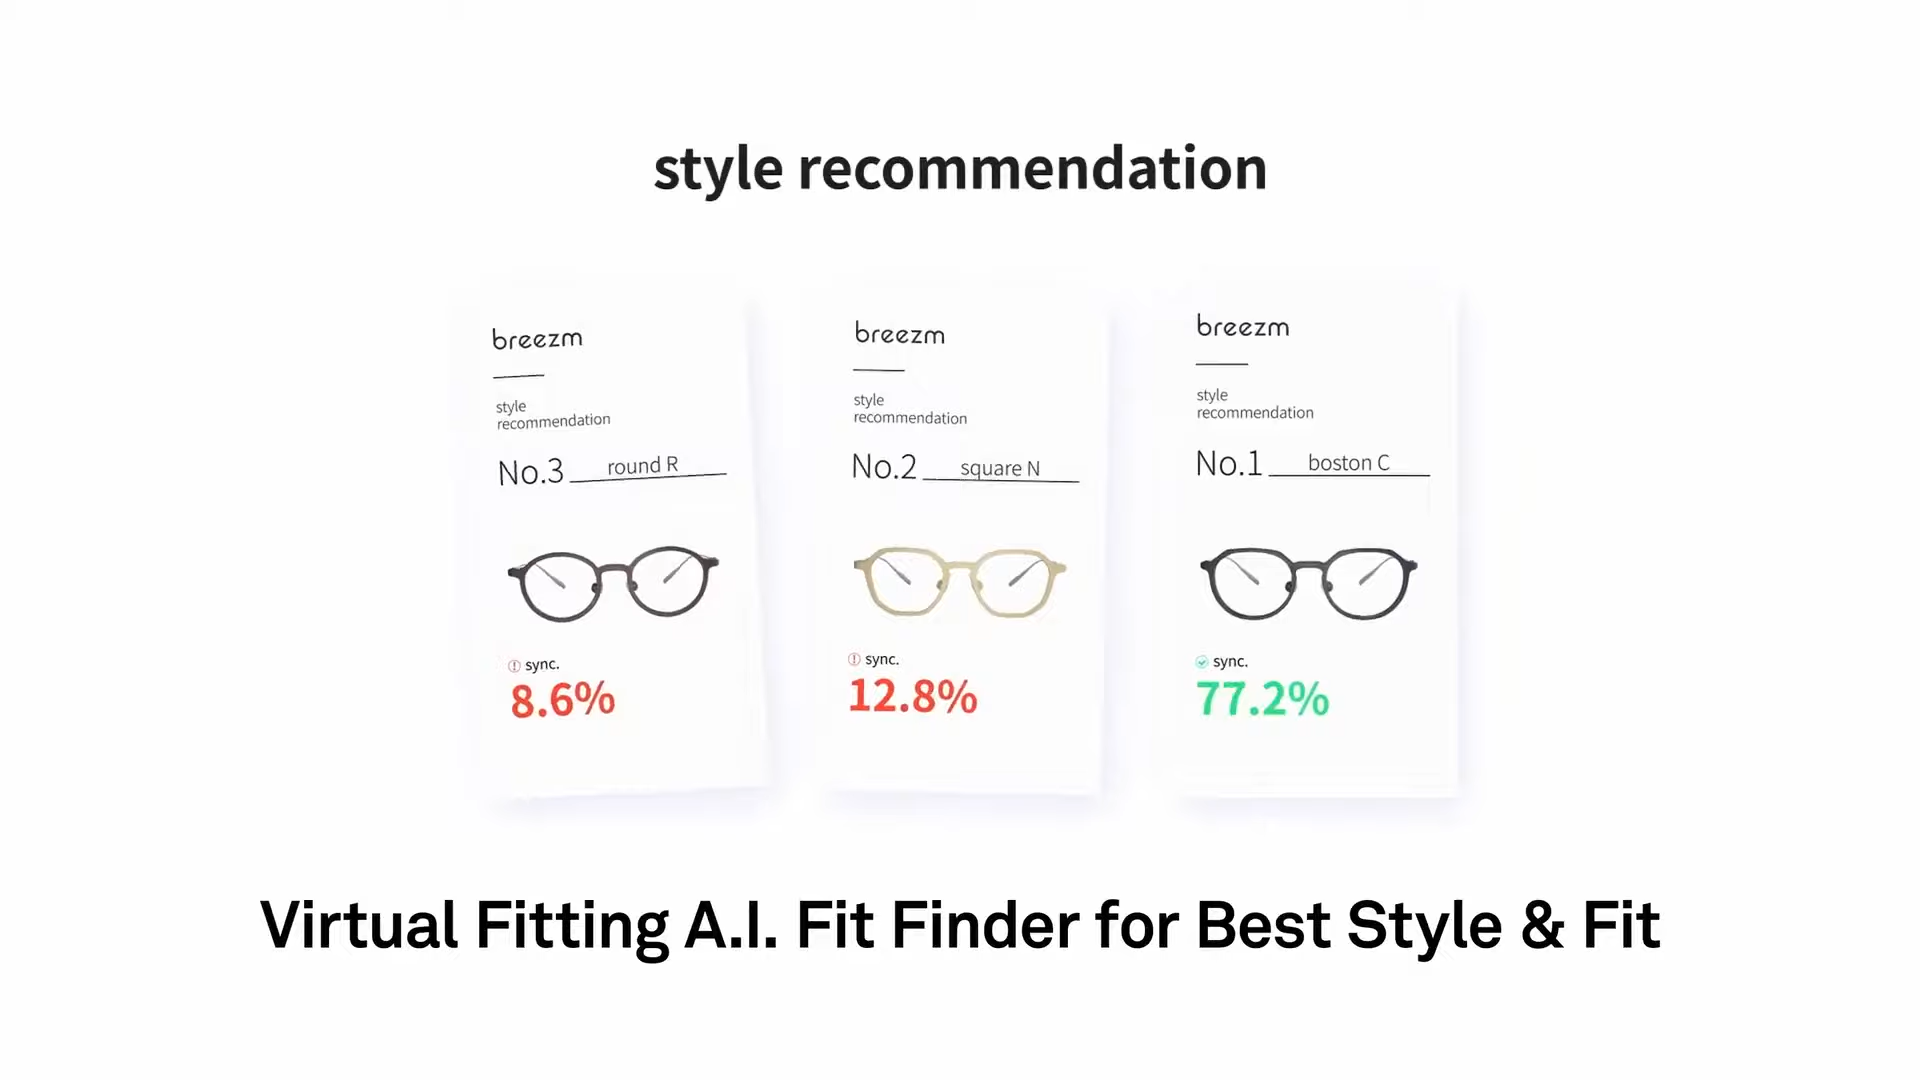 style recommendation
breezm
style
recommendation
No.3 round R
sync.
8.6%
breezm
style
recommendation
No.2 square N
sync.
12.8%
breezm
style
recommendation
No.1 boston C
sync.
77.2%
Virtual Fitting A.I. Fit Finder for Best Style & Fit